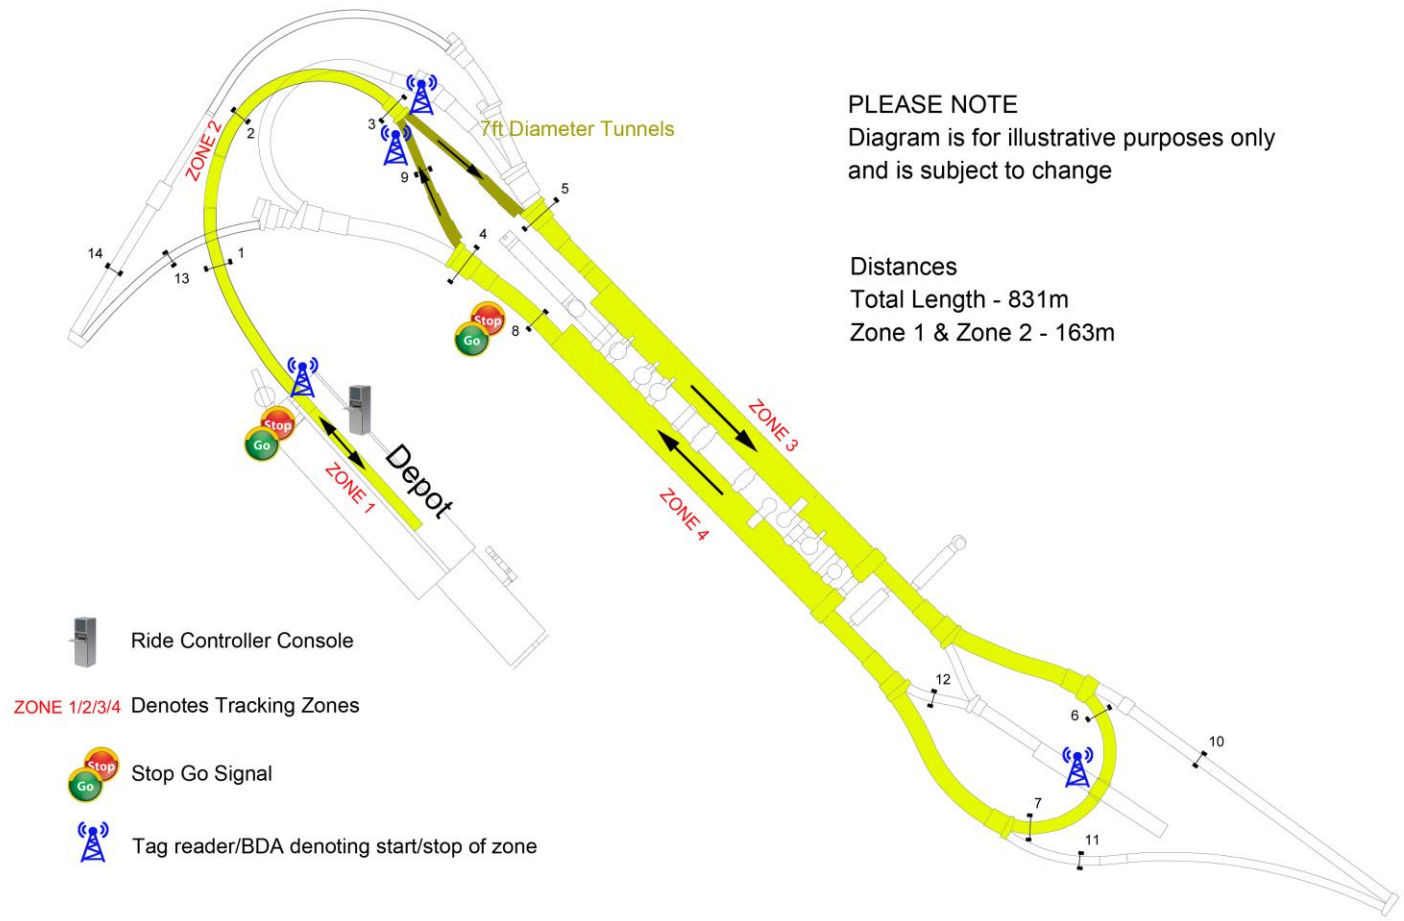 PLEASE NOTE
Diagram is for illustrative purposes only
and is subject to change
Distances
Total Length - 831m
Zone 1 & Zone 2 - 163m
7ft Diameter Tunnels
ZONE 2
2
3
9
5
4
14
13
1
8
Stop
Go
Stop
Go
ZONE 1
Depot
ZONE 3
ZONE 4
12
6
10
7
11
Ride Controller Console
ZONE 1/2/3/4 Denotes Tracking Zones
Stop
Go
Stop Go Signal
Tag reader/BDA denoting start/stop of zone